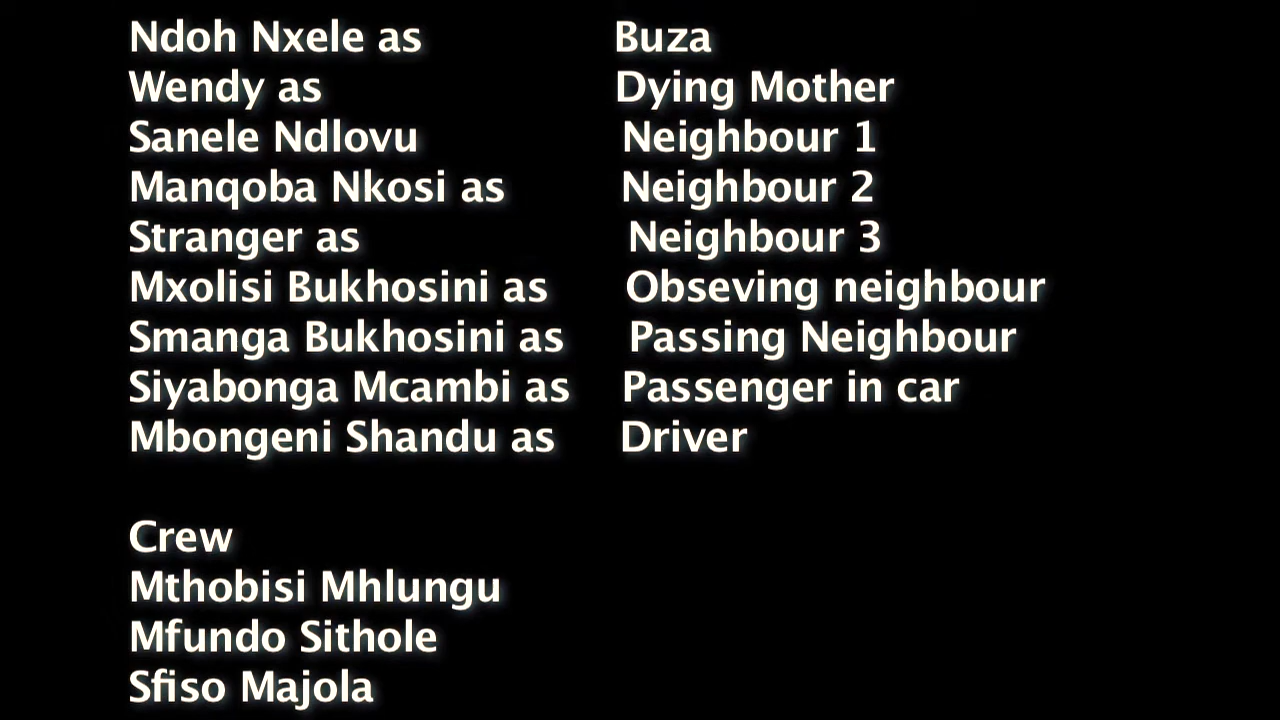 Ndoh Nxele as Buza
Wendy as Dying Mother
Sanele Ndlovu Neighbour 1
Manqoba Nkosi as Neighbour 2
Stranger as Neighbour 3
Mxolisi Bukhosini as Obseving neighbour
Smanga Bukhosini as Passing Neighbour
Siyabonga Mcambi as Passenger in car
Mbongeni Shandu as Driver
Crew
Mthobisi Mhlungu
Mfundo Sithole
Sfiso Majola